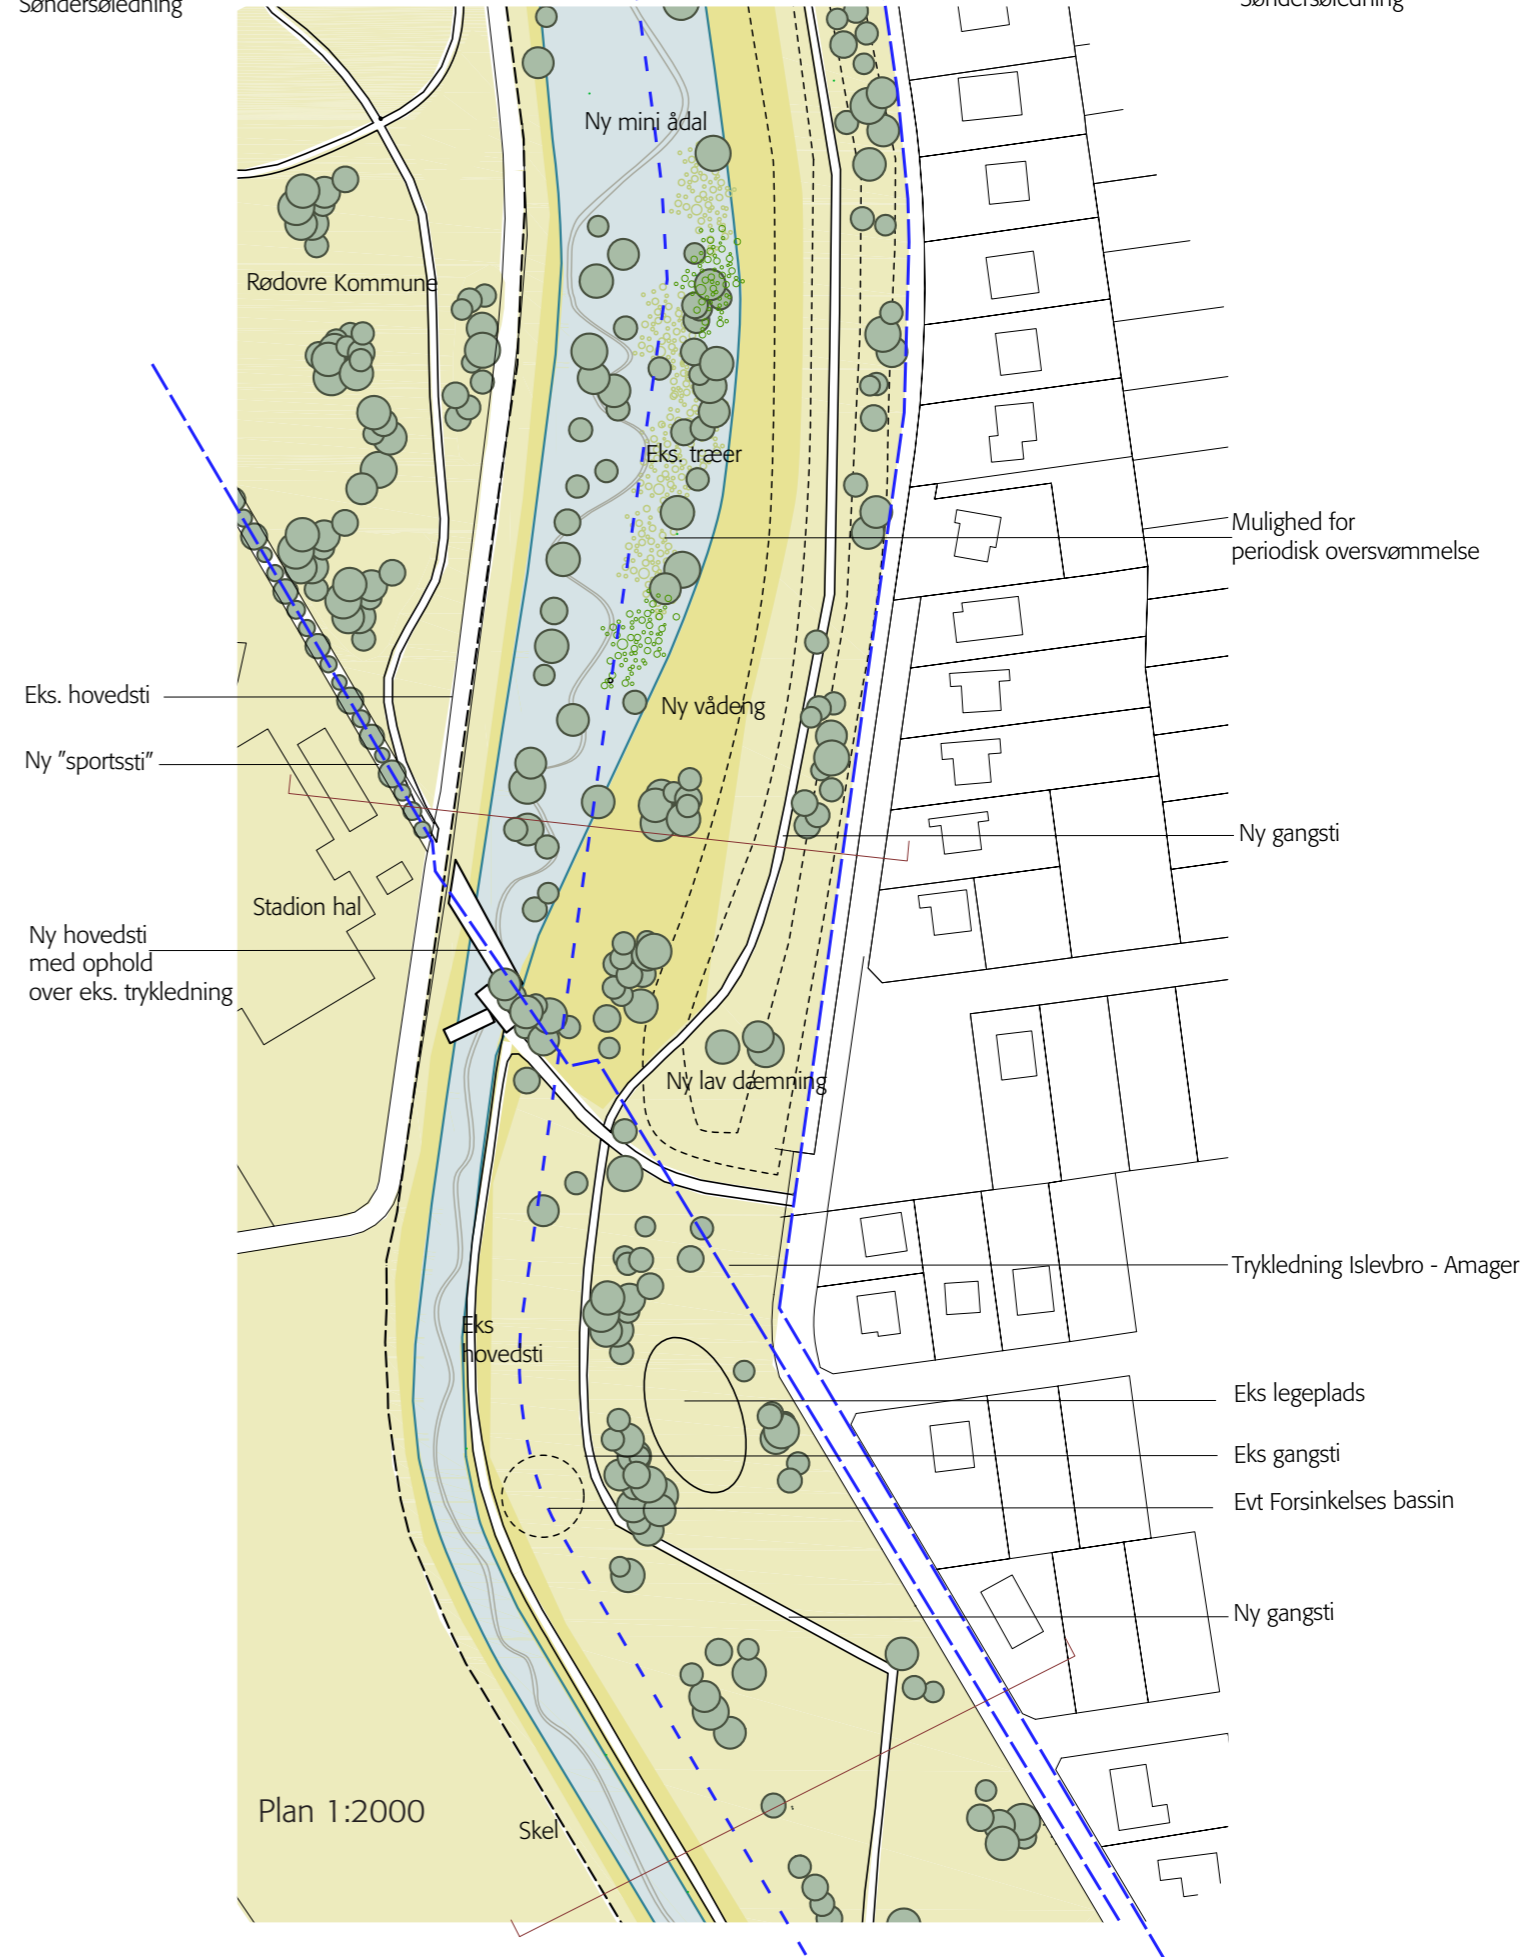 Søndersøledning
Søndersøledning
Ny mini ådal
Rødovre Kommune
Eks. træer
Mulighed for
periodisk oversvømmelse
Eks. hovedsti
Ny vådeng
Ny ”sportssti”
Ny gangsti
Stadion hal
Ny hovedsti
med ophold
over eks. trykledning
Ny lav dæmning
Trykledning Islevbro - Amager
Eks
hovedsti
Eks legeplads
Eks gangsti
Evt Forsinkelses bassin
Ny gangsti
Plan 1:2000
Skel